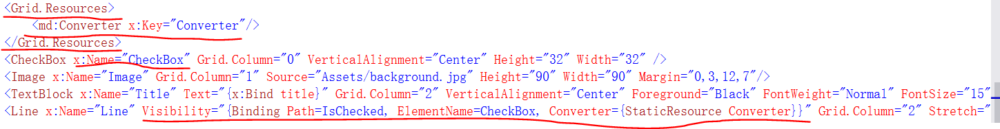 <Grid.Resources>
<md:Converter x:Key="Converter"/>
</Grid.Resources>
<CheckBox x:Name="CheckBox" Grid.Column="0" VerticalAlignment="Center" Height="32" Width="32" />
<Image x:Name="Image" Grid.Column="1" Source="Assets/background.jpg" Height="90" Width="90" Margin="0,3,12,7"/>
<TextBlock x:Name="Title" Text="{x:Bind title}" Grid.Column="2" VerticalAlignment="Center" Foreground="Black" FontWeight="Normal" FontSize="15"
<Line x:Name="Line" Visibility="{Binding Path=IsChecked, ElementName=CheckBox, Converter={StaticResource Converter}}" Grid.Column="2" Stretch="